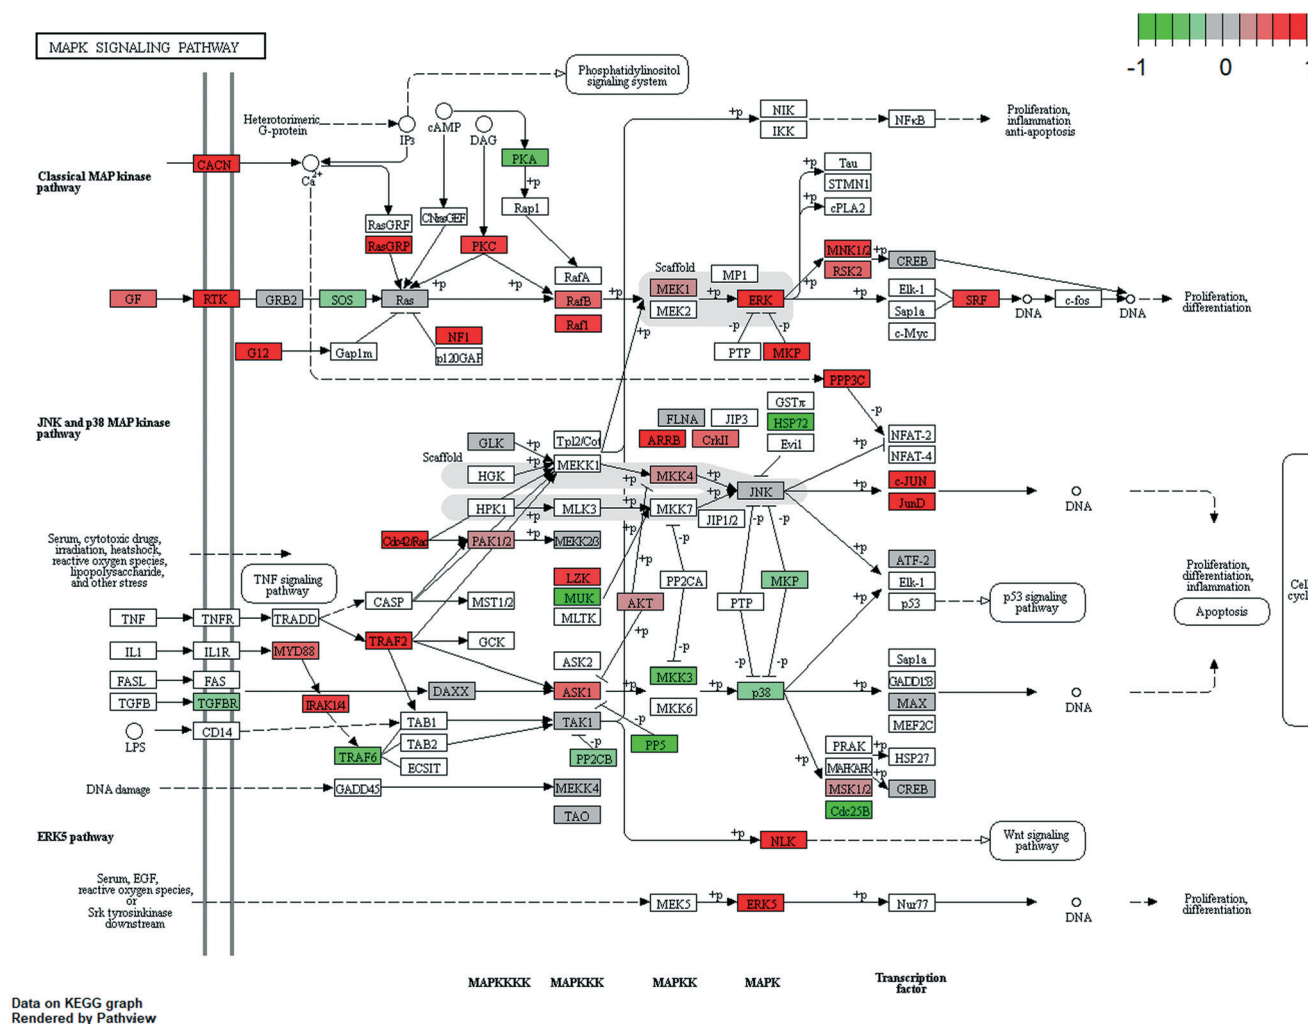 MAPK SIGNALING PATHWAY
-1
0
1
Phosphatidylinositol
signaling system
Heterotorimeric
G-protein
IP3
cAMP
DAG
PKA
+p
+p
NIK
IKK
NFκB
Proliferation,
inflammation
anti-apoptosis
CACN
Ca2+
Classical MAP kinase
pathway
RasGRF
RasGRP
CNrasGEF
PKC
Rap1
+p
+p
+p
Tau
STMN1
cPLA2
MNK1/2
+p
RSK2
CREB
RafA
Scaffold
MP1
GF
RTK
GRB2
SOS
Ras
RafB
Raf1
+p
MEK1
MEK2
+p
ERK
+p
+p
Elk-1
Sap1a
c-Myc
SRF
DNA
c-fos
DNA
Proliferation,
differentiation
G12
Gap1m
NF1
p120GAP
+p
-p
-p
PTP
MKP
PPP3C
-p
JNK and p38 MAP kinase
pathway
GLK
+p
Tpl2/Cot
FLNA
JIP3
GSTπ
HSP72
ARRB
CrkII
Evi1
NFAT-2
NFAT-4
+p
Scaffold
HGK
+p
MEKK1
+p
MKK4
+p
JNK
+p
c-JUN
JunD
DNA
HPK1
+p
MLK3
+p
MKK7
+p
JIP1/2
-p
-p
-p
+p
Cdc42/Rac
+p
PAK1/2
+p
MEKK2/3
+p
Serum, cytotoxic drugs,
irradiation, heatshock,
reactive oxygen species,
lipopolysaccharide,
and other stress
TNF signaling
pathway
LZK
MUK
MLTK
AKT
+p
PP2CA
PTP
MKP
ATF-2
Elk-1
p53
p53 signaling
pathway
Proliferation,
differentiation,
inflammation
Apoptosis
Cell
cycl
CASP
MST1/2
TNF
TNFR
TRADD
TRAF2
GCK
IL1
IL1R
MYD88
ASK2
-p
-p
-p
FASL
FAS
DAXX
ASK1
+p
MKK3
MKK6
+p
p38
+p
Sap1a
GADD153
MAX
MEF2C
DNA
TGFB
TGFBR
IRAK1/4
LPS
CD14
TAB1
TAB2
ECSIT
TAK1
-p
-p
PP5
PP2CB
TRAF6
+p
PRAK
+p
MAPKAPK
+p
HSP27
MSK1/2
CREB
Cdc25B
DNA damage
GADD45
MEKK4
TAO
ERK5 pathway
+p
NLK
Wnt signaling
pathway
Serum, EGF,
reactive oxygen species,
or
Srk tyrosinkinase
downstream
MEK5
+p
ERK5
+p
Nur77
DNA
Proliferation,
differentiation
MAPKKKK
MAPKKK
MAPKK
MAPK
Transcription
factor
Data on KEGG graph
Rendered by Pathview